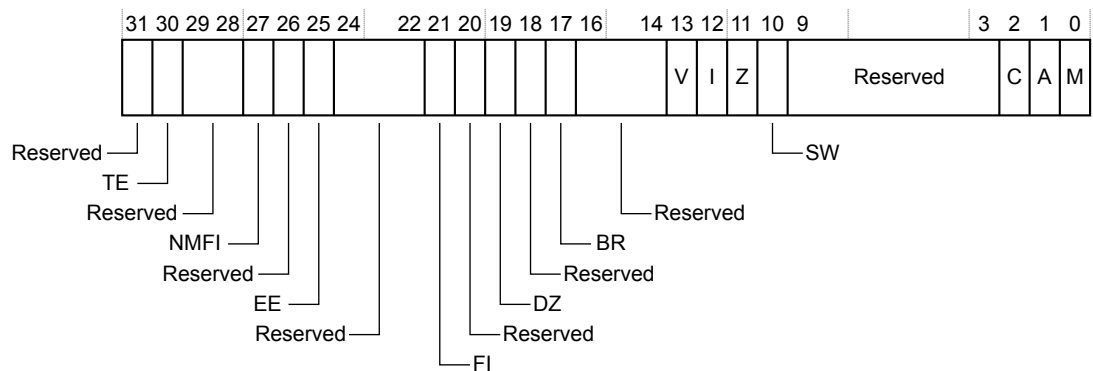 31 30 29 28 27 26 25 24 22 21 20 19 18 17 16 14 13 12 11 10 9 3 2 1 0
V I Z Reserved C A M
Reserved SW
TE
Reserved Reserved
NMFI BR
Reserved Reserved
EE DZ
Reserved Reserved
FI